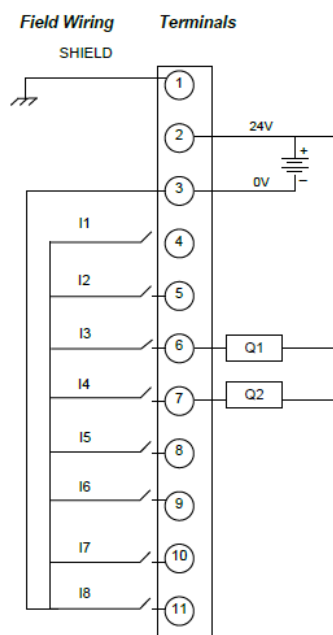 Field Wiring Terminals
SHIELD
1
2 24V
+
3 0V
−
I1 4
I2 5
I3 6 Q1
I4 7 Q2
I5 8
I6 9
I7 10
I8 11